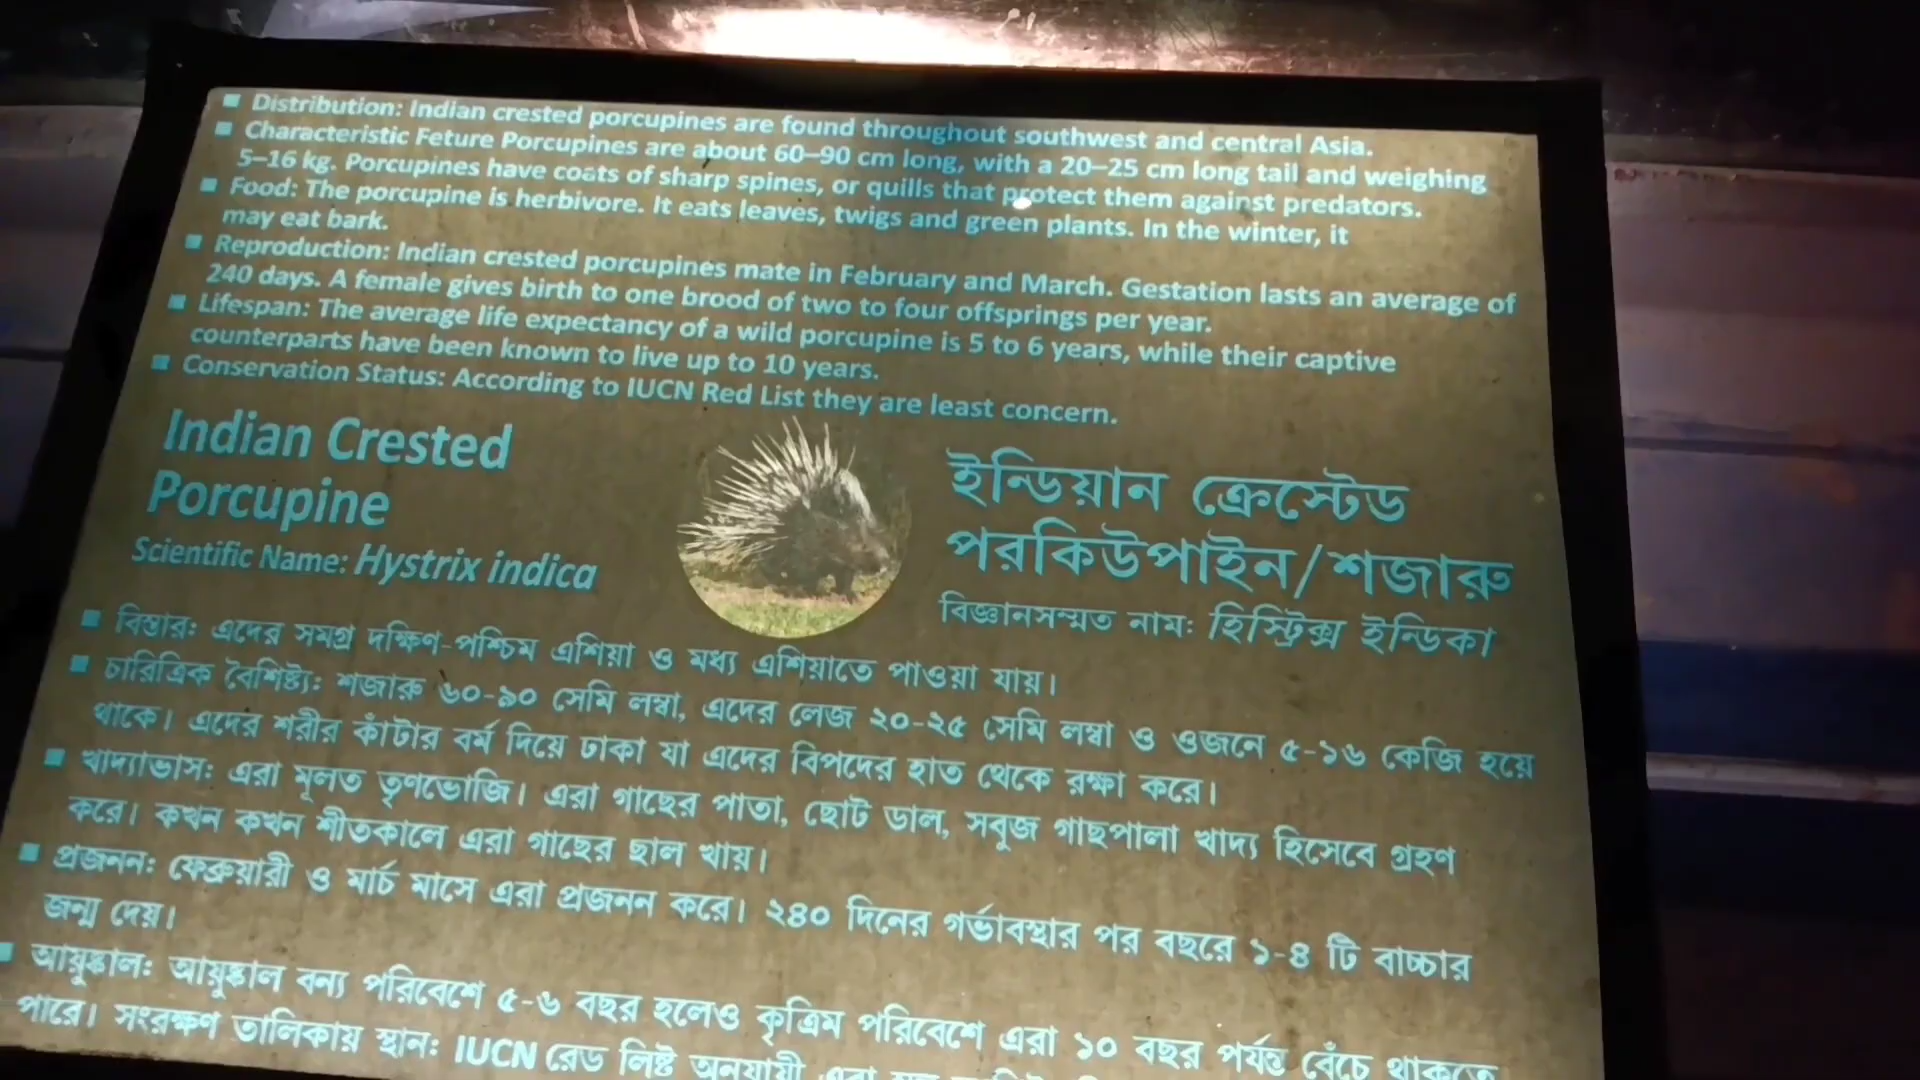 ▪ Distribution: Indian crested porcupines are found throughout southwest and central Asia.
▪ Characteristic Feture Porcupines are about 60–90 cm long, with a 20–25 cm long tail and weighing
5–16 kg. Porcupines have coats of sharp spines, or quills that protect them against predators.
▪ Food: The porcupine is herbivore. It eats leaves, twigs and green plants. In the winter, it
may eat bark.
▪ Reproduction: Indian crested porcupines mate in February and March. Gestation lasts an average of
240 days. A female gives birth to one brood of two to four offsprings per year.
▪ Lifespan: The average life expectancy of a wild porcupine is 5 to 6 years, while their captive
counterparts have been known to live up to 10 years.
▪ Conservation Status: According to IUCN Red List they are least concern.
Indian Crested
Porcupine
Scientific Name: Hystrix indica
ইন্ডিয়ান ক্রেস্টেড
পরকিউপাইন/শজারু
বিজ্ঞানসম্মত নাম: হিস্ট্রিক্স ইন্ডিকা
▪ বিস্তার: এদের সমগ্র দক্ষিণ-পশ্চিম এশিয়া ও মধ্য এশিয়াতে পাওয়া যায়।
▪ চারিত্রিক বৈশিষ্ট্য: শজারু ৬০-৯০ সেমি লম্বা, এদের লেজ ২০-২৫ সেমি লম্বা ও ওজনে ৫-১৬ কেজি হয়ে
থাকে। এদের শরীর কাঁটার বর্ম দিয়ে ঢাকা যা এদের বিপদের হাত থেকে রক্ষা করে।
▪ খাদ্যাভাস: এরা মূলত তৃণভোজি। এরা গাছের পাতা, ছোট ডাল, সবুজ গাছপালা খাদ্য হিসেবে গ্রহণ
করে। কখন কখন শীতকালে এরা গাছের ছাল খায়।
▪ প্রজনন: ফেব্রুয়ারী ও মার্চ মাসে এরা প্রজনন করে। ২৪০ দিনের গর্ভাবস্থার পর বছরে ১-৪ টি বাচ্চার
জন্ম দেয়।
▪ আয়ুষ্কাল: আয়ুষ্কাল বন্য পরিবেশে ৫-৬ বছর হলেও কৃত্রিম পরিবেশে এরা ১০ বছর পর্যন্ত বেঁচে থাকতে
পারে। সংরক্ষণ তালিকায় স্থান: IUCN রেড লিষ্ট অনুযায়ী এরা